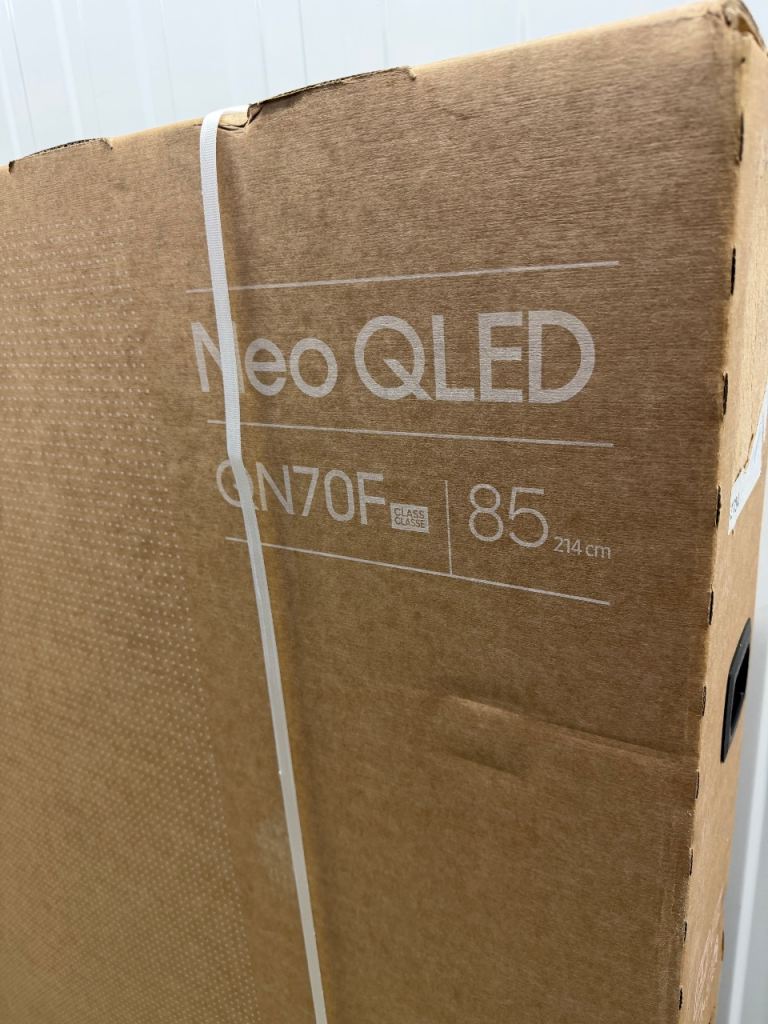 Neo QLED
QN70F CLASS 85 214 cm
CLASSE